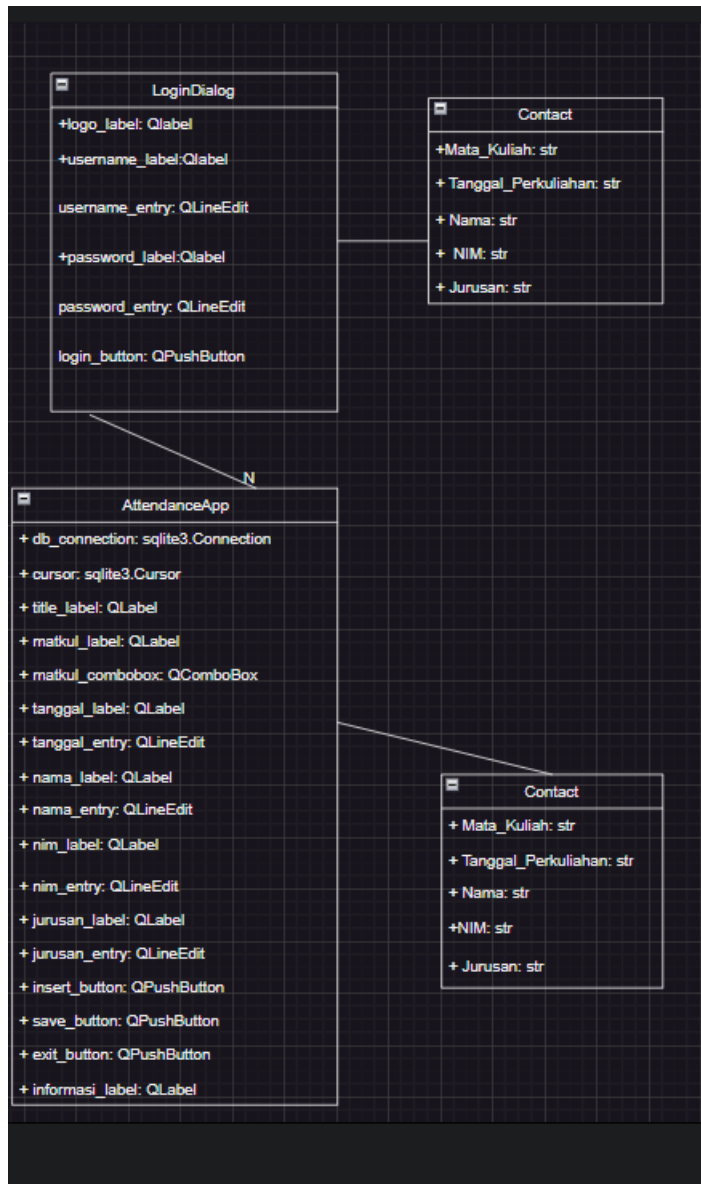 LoginDialog
+logo_label: Qlabel
+username_label:Qlabel
username_entry: QLineEdit
+password_label:Qlabel
password_entry: QLineEdit
login_button: QPushButton
Contact
+Mata_Kuliah: str
+ Tanggal_Perkuliahan: str
+ Nama: str
+ NIM: str
+ Jurusan: str
N
AttendanceApp
+ db_connection: sqlite3.Connection
+ cursor: sqlite3.Cursor
+ title_label: QLabel
+ matkul_label: QLabel
+ matkul_combobox: QComboBox
+ tanggal_label: QLabel
+ tanggal_entry: QLineEdit
+ nama_label: QLabel
+ nama_entry: QLineEdit
+ nim_label: QLabel
+ nim_entry: QLineEdit
+ jurusan_label: QLabel
+ jurusan_entry: QLineEdit
+ insert_button: QPushButton
+ save_button: QPushButton
+ exit_button: QPushButton
+ informasi_label: QLabel
Contact
+ Mata_Kuliah: str
+ Tanggal_Perkuliahan: str
+ Nama: str
+NIM: str
+ Jurusan: str